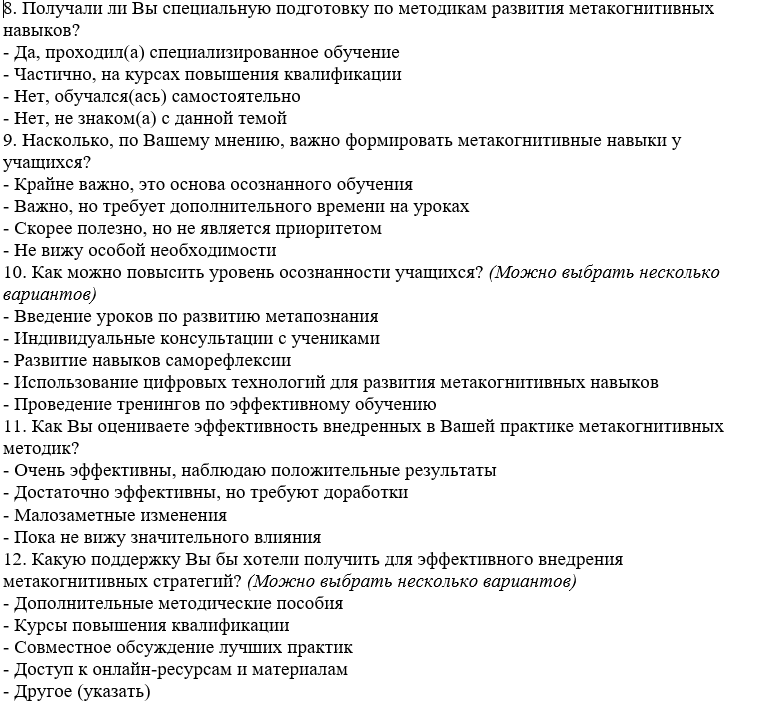 8. Получали ли Вы специальную подготовку по методикам развития метакогнитивных
навыков?
- Да, проходил(а) специализированное обучение
- Частично, на курсах повышения квалификации
- Нет, обучался(ась) самостоятельно
- Нет, не знаком(а) с данной темой
9. Насколько, по Вашему мнению, важно формировать метакогнитивные навыки у
учащихся?
- Крайне важно, это основа осознанного обучения
- Важно, но требует дополнительного времени на уроках
- Скорее полезно, но не является приоритетом
- Не вижу особой необходимости
10. Как можно повысить уровень осознанности учащихся? (Можно выбрать несколько
вариантов)
- Введение уроков по развитию метапознания
- Индивидуальные консультации с учениками
- Развитие навыков саморефлексии
- Использование цифровых технологий для развития метакогнитивных навыков
- Проведение тренингов по эффективному обучению
11. Как Вы оцениваете эффективность внедренных в Вашей практике метакогнитивных
методик?
- Очень эффективны, наблюдаю положительные результаты
- Достаточно эффективны, но требуют доработки
- Малозаметные изменения
- Пока не вижу значительного влияния
12. Какую поддержку Вы бы хотели получить для эффективного внедрения
метакогнитивных стратегий? (Можно выбрать несколько вариантов)
- Дополнительные методические пособия
- Курсы повышения квалификации
- Совместное обсуждение лучших практик
- Доступ к онлайн-ресурсам и материалам
- Другое (указать)